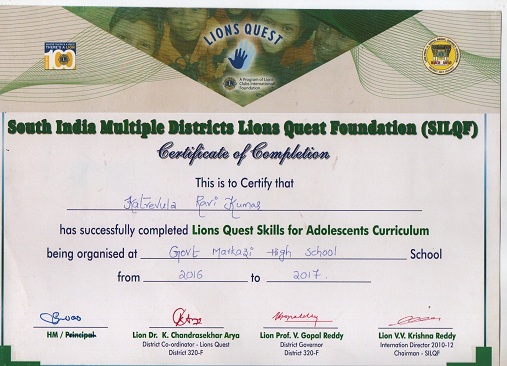 LIONS QUEST
A Program of Lions
Clubs International
Foundation
100
South India Multiple Districts Lions Quest Foundation (SILQF)
Certificate of Completion
This is to Certify that
Katrevula Ravi Kumar
has successfully completed Lions Quest Skills for Adolescents Curriculum
being organised at Govt Markazi High School School
from 2016 to 2017.
HM / Principal
Lion Dr. K. Chandrasekhar Arya
District Co-ordinator - Lions Quest
District 320-F
Lion Prof. V. Gopal Reddy
District Governor
District 320-F
Lion V.V. Krishna Reddy
Internation Director 2010-12
Chairman - SILQF